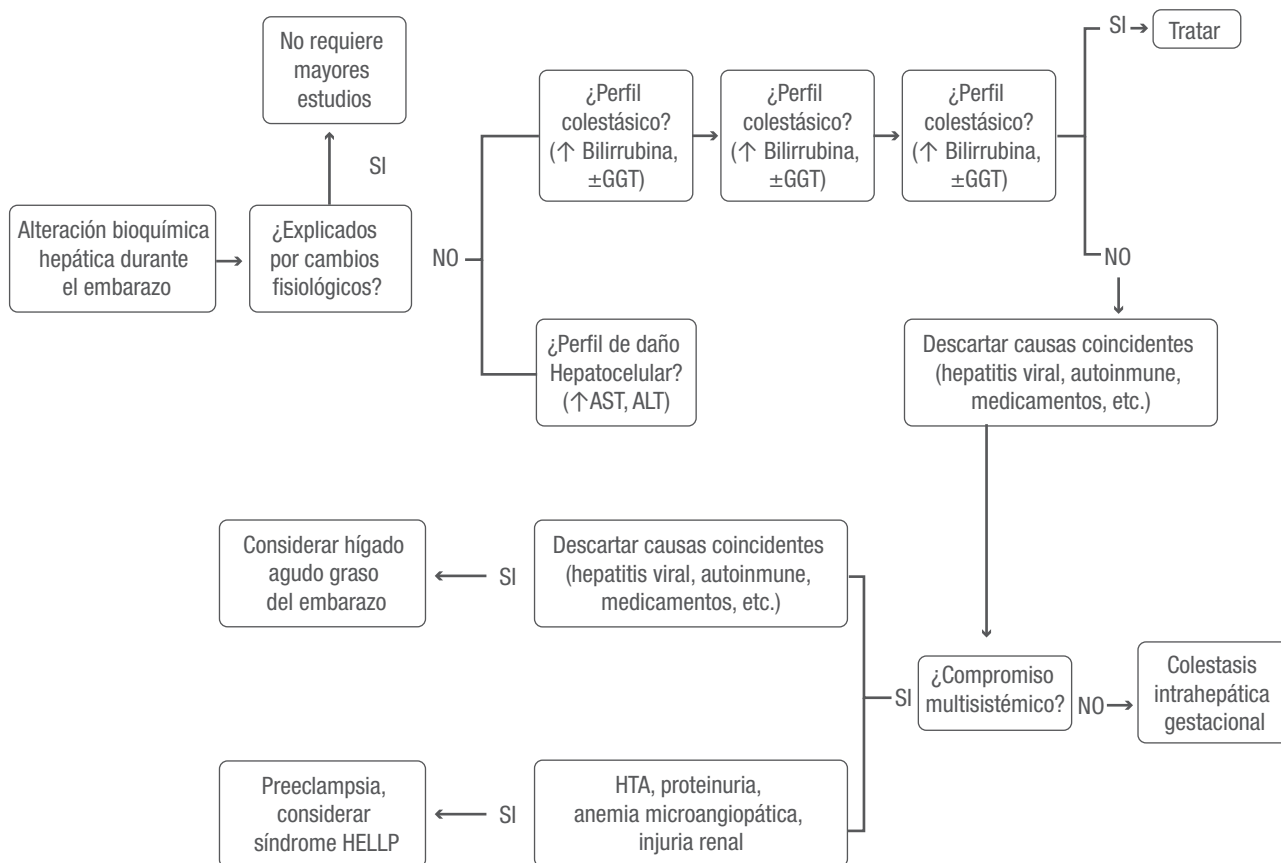 No requiere
mayores
estudios
SI
Alteración bioquímica
hepática durante
el embarazo
¿Explicados
por cambios
fisiológicos?
NO
¿Perfil
colestásico?
(↑ Bilirrubina,
±GGT)
¿Perfil
colestásico?
(↑ Bilirrubina,
±GGT)
¿Perfil
colestásico?
(↑ Bilirrubina,
±GGT)
SI
Tratar
NO
¿Perfil de daño
Hepatocelular?
(↑AST, ALT)
Descartar causas coincidentes
(hepatitis viral, autoinmune,
medicamentos, etc.)
¿Compromiso
multisistémico?
NO
Colestasis
intrahepática
gestacional
SI
Descartar causas coincidentes
(hepatitis viral, autoinmune,
medicamentos, etc.)
SI
Considerar hígado
agudo graso
del embarazo
HTA, proteinuria,
anemia microangiopática,
injuria renal
SI
Preeclampsia,
considerar
síndrome HELLP